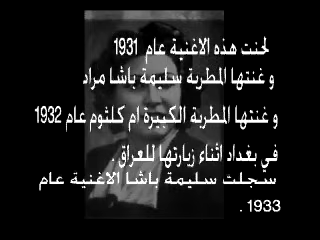 لحنت هذه الاغنية عام 1931
و غنتها المطربة سليمة باشا مراد
و غنتها المطربة الكبيرة ام كلثوم عام 1932
في بغداد اثناء زيارتها للعراق .
سجلت سليمة باشا الاغنية عام
1933 .